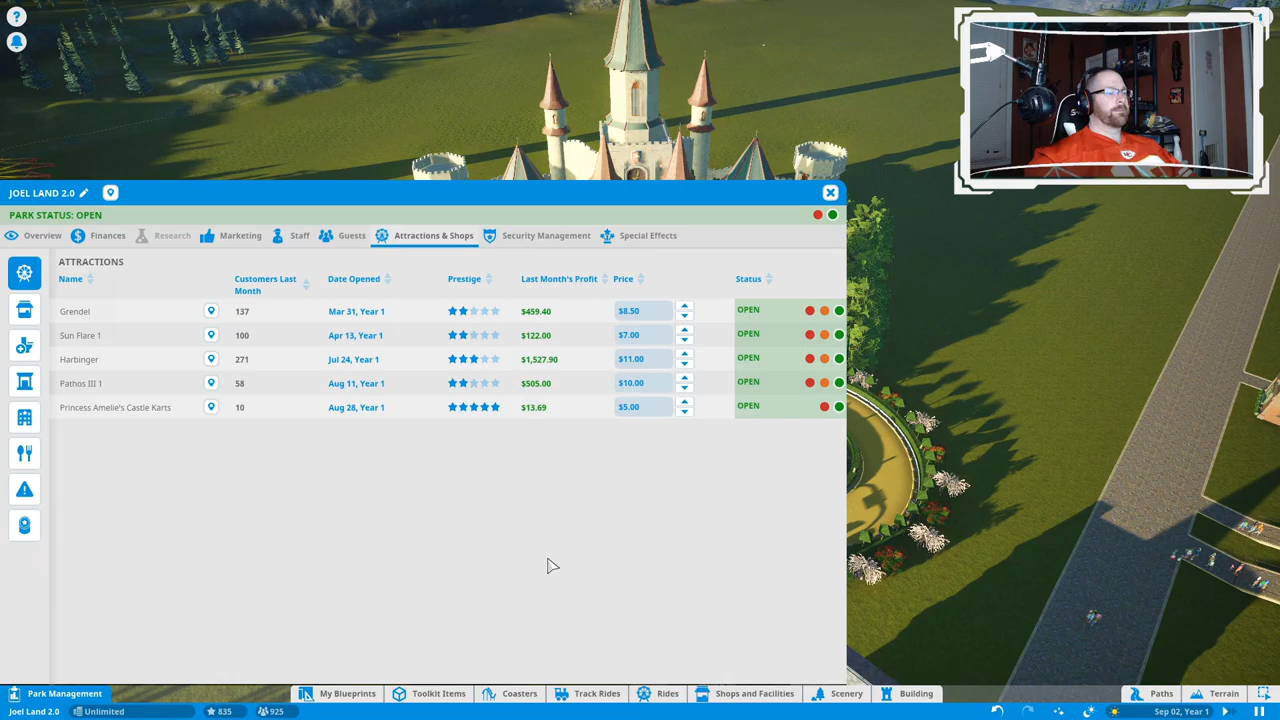 JOEL LAND 2.0
PARK STATUS: OPEN
Overview Finances Research Marketing Staff Guests Attractions & Shops Security Management Special Effects
ATTRACTIONS
Name Customers Last Month Date Opened Prestige Last Month's Profit Price Status
Grendel 137 Mar 31, Year 1 $459.40 $8.50 OPEN
Sun Flare 1 100 Apr 13, Year 1 $122.00 $7.00 OPEN
Harbinger 271 Jul 24, Year 1 $1,527.90 $11.00 OPEN
Pathos III 1 58 Aug 11, Year 1 $505.00 $10.00 OPEN
Princess Amelie's Castle Karts 10 Aug 28, Year 1 $13.69 $5.00 OPEN
Park Management My Blueprints Toolkit Items Coasters Track Rides Rides Shops and Facilities Scenery Building Paths Terrain
Joel Land 2.0 Unlimited 835 925 Sep 02, Year 1